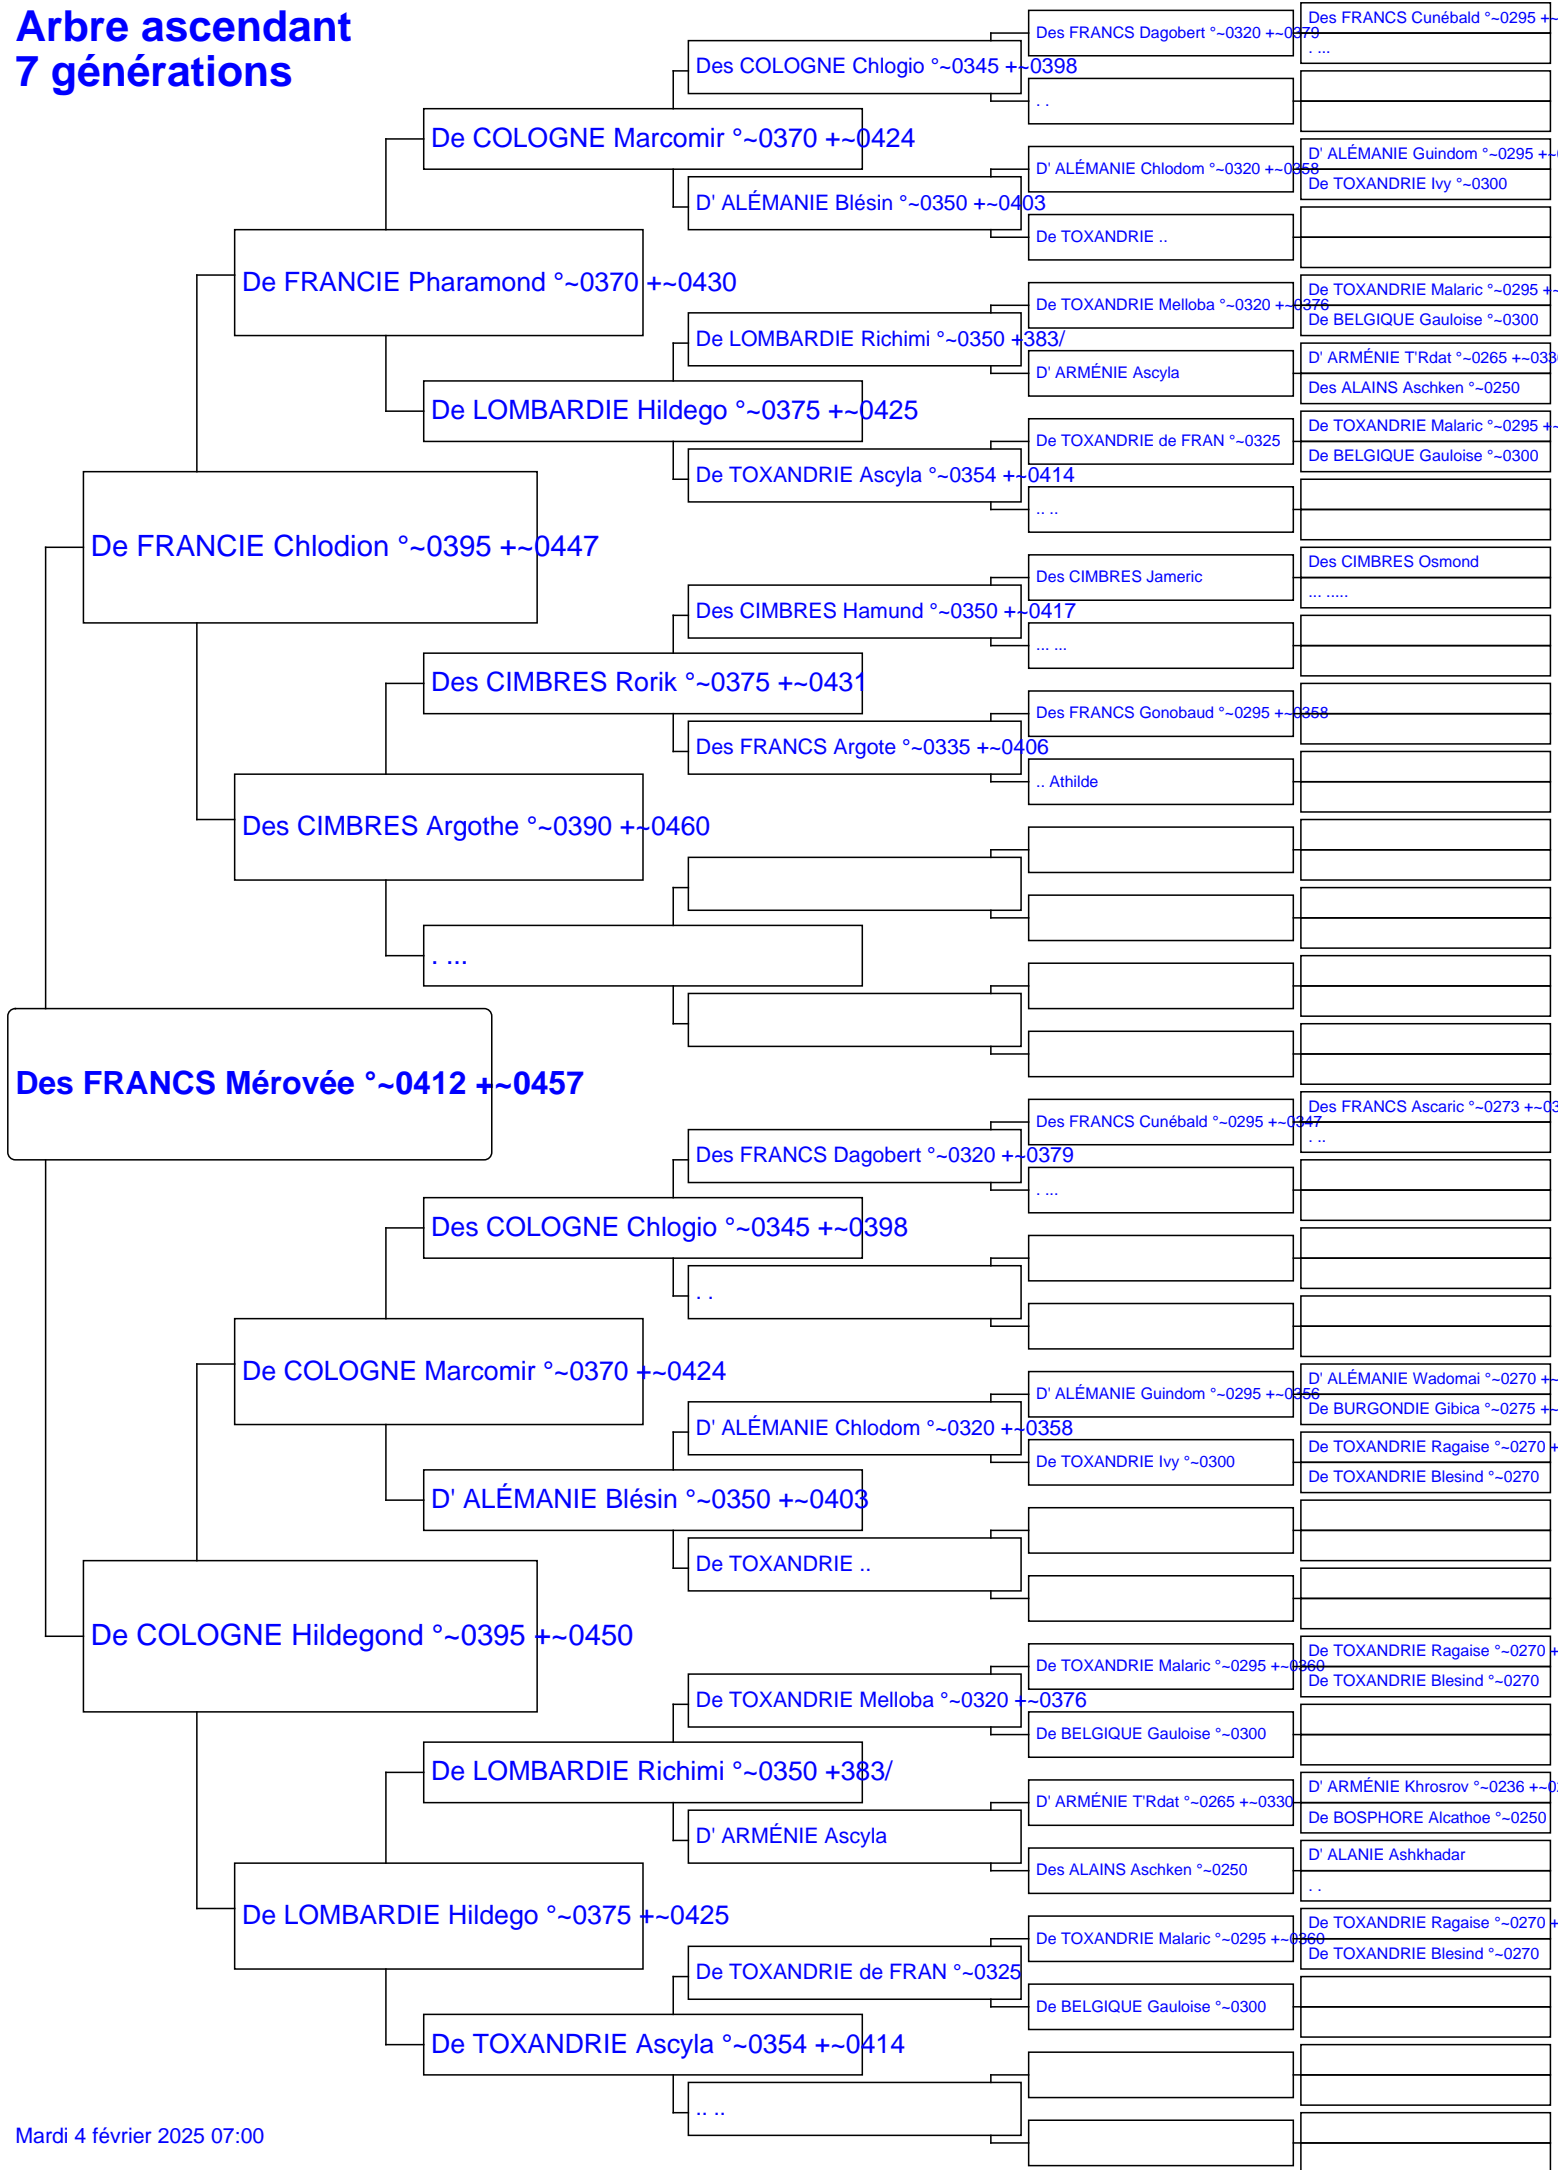 Arbre ascendant
7 générations
Des FRANCS Cunébald °~0295 +~
Des FRANCS Dagobert °~0320 +~0379
. ...
Des COLOGNE Chlogio °~0345 +~0398
. .
De COLOGNE Marcomir °~0370 +~0424
D' ALÉMANIE Guindom °~0295 +~
D' ALÉMANIE Chlodom °~0320 +~0358
De TOXANDRIE Ivy °~0300
D' ALÉMANIE Blésin °~0350 +~0403
De TOXANDRIE ..
De FRANCIE Pharamond °~0370 +~0430
De TOXANDRIE Malaric °~0295 +~
De TOXANDRIE Melloba °~0320 +~0376
De BELGIQUE Gauloise °~0300
De LOMBARDIE Richimi °~0350 +383/
D' ARMÉNIE T'Rdat °~0265 +~0330
D' ARMÉNIE Ascyla
Des ALAINS Aschken °~0250
De LOMBARDIE Hildego °~0375 +~0425
De TOXANDRIE Malaric °~0295 +~
De TOXANDRIE de FRAN °~0325
De BELGIQUE Gauloise °~0300
De TOXANDRIE Ascyla °~0354 +~0414
.. ..
De FRANCIE Chlodion °~0395 +~0447
Des CIMBRES Osmond
Des CIMBRES Jameric
... .....
Des CIMBRES Hamund °~0350 +~0417
... ...
Des CIMBRES Rorik °~0375 +~0431
Des FRANCS Gonobaud °~0295 +~0358
Des FRANCS Argote °~0335 +~0406
.. Athilde
Des CIMBRES Argothe °~0390 +~0460
. ...
Des FRANCS Mérovée °~0412 +~0457
Des FRANCS Ascaric °~0273 +~03
Des FRANCS Cunébald °~0295 +~0347
. ..
Des FRANCS Dagobert °~0320 +~0379
. ...
Des COLOGNE Chlogio °~0345 +~0398
. .
De COLOGNE Marcomir °~0370 +~0424
D' ALÉMANIE Wadomai °~0270 +~
D' ALÉMANIE Guindom °~0295 +~0356
De BURGONDIE Gibica °~0275 +~
D' ALÉMANIE Chlodom °~0320 +~0358
De TOXANDRIE Ragaise °~0270 +
De TOXANDRIE Ivy °~0300
De TOXANDRIE Blesind °~0270
D' ALÉMANIE Blésin °~0350 +~0403
De TOXANDRIE ..
De COLOGNE Hildegond °~0395 +~0450
De TOXANDRIE Ragaise °~0270 +
De TOXANDRIE Malaric °~0295 +~0360
De TOXANDRIE Blesind °~0270
De TOXANDRIE Melloba °~0320 +~0376
De BELGIQUE Gauloise °~0300
De LOMBARDIE Richimi °~0350 +383/
D' ARMÉNIE Khrosrov °~0236 +~02
D' ARMÉNIE T'Rdat °~0265 +~0330
De BOSPHORE Alcathoe °~0250
D' ARMÉNIE Ascyla
D' ALANIE Ashkhadar
Des ALAINS Aschken °~0250
. .
De LOMBARDIE Hildego °~0375 +~0425
De TOXANDRIE Ragaise °~0270 +
De TOXANDRIE Malaric °~0295 +~0360
De TOXANDRIE Blesind °~0270
De TOXANDRIE de FRAN °~0325
De BELGIQUE Gauloise °~0300
De TOXANDRIE Ascyla °~0354 +~0414
.. ..
Mardi 4 février 2025 07:00